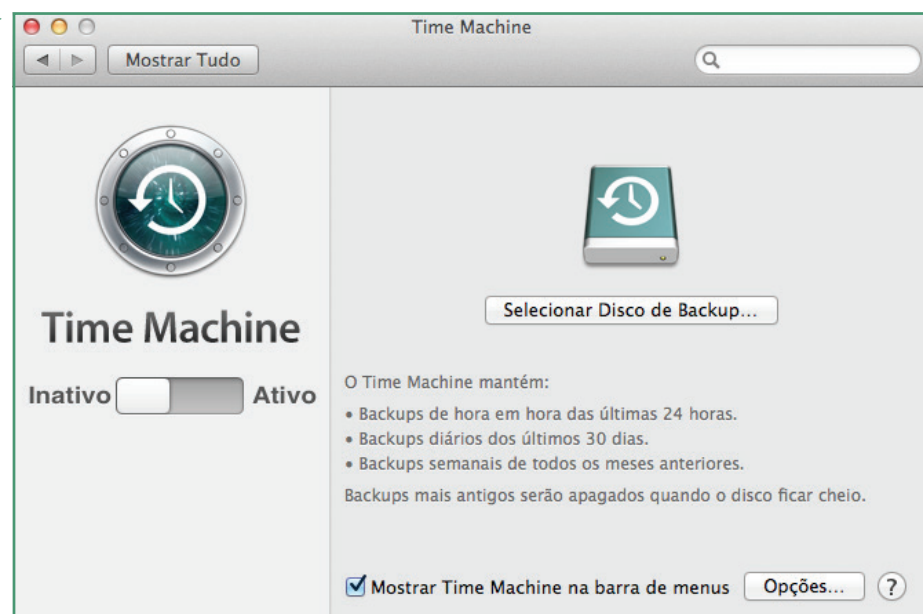 Time Machine
Mostrar Tudo
Time Machine
Inativo Ativo
Selecionar Disco de Backup...
O Time Machine mantém:
• Backups de hora em hora das últimas 24 horas.
• Backups diários dos últimos 30 dias.
• Backups semanais de todos os meses anteriores.
Backups mais antigos serão apagados quando o disco ficar cheio.
Mostrar Time Machine na barra de menus Opções... ?